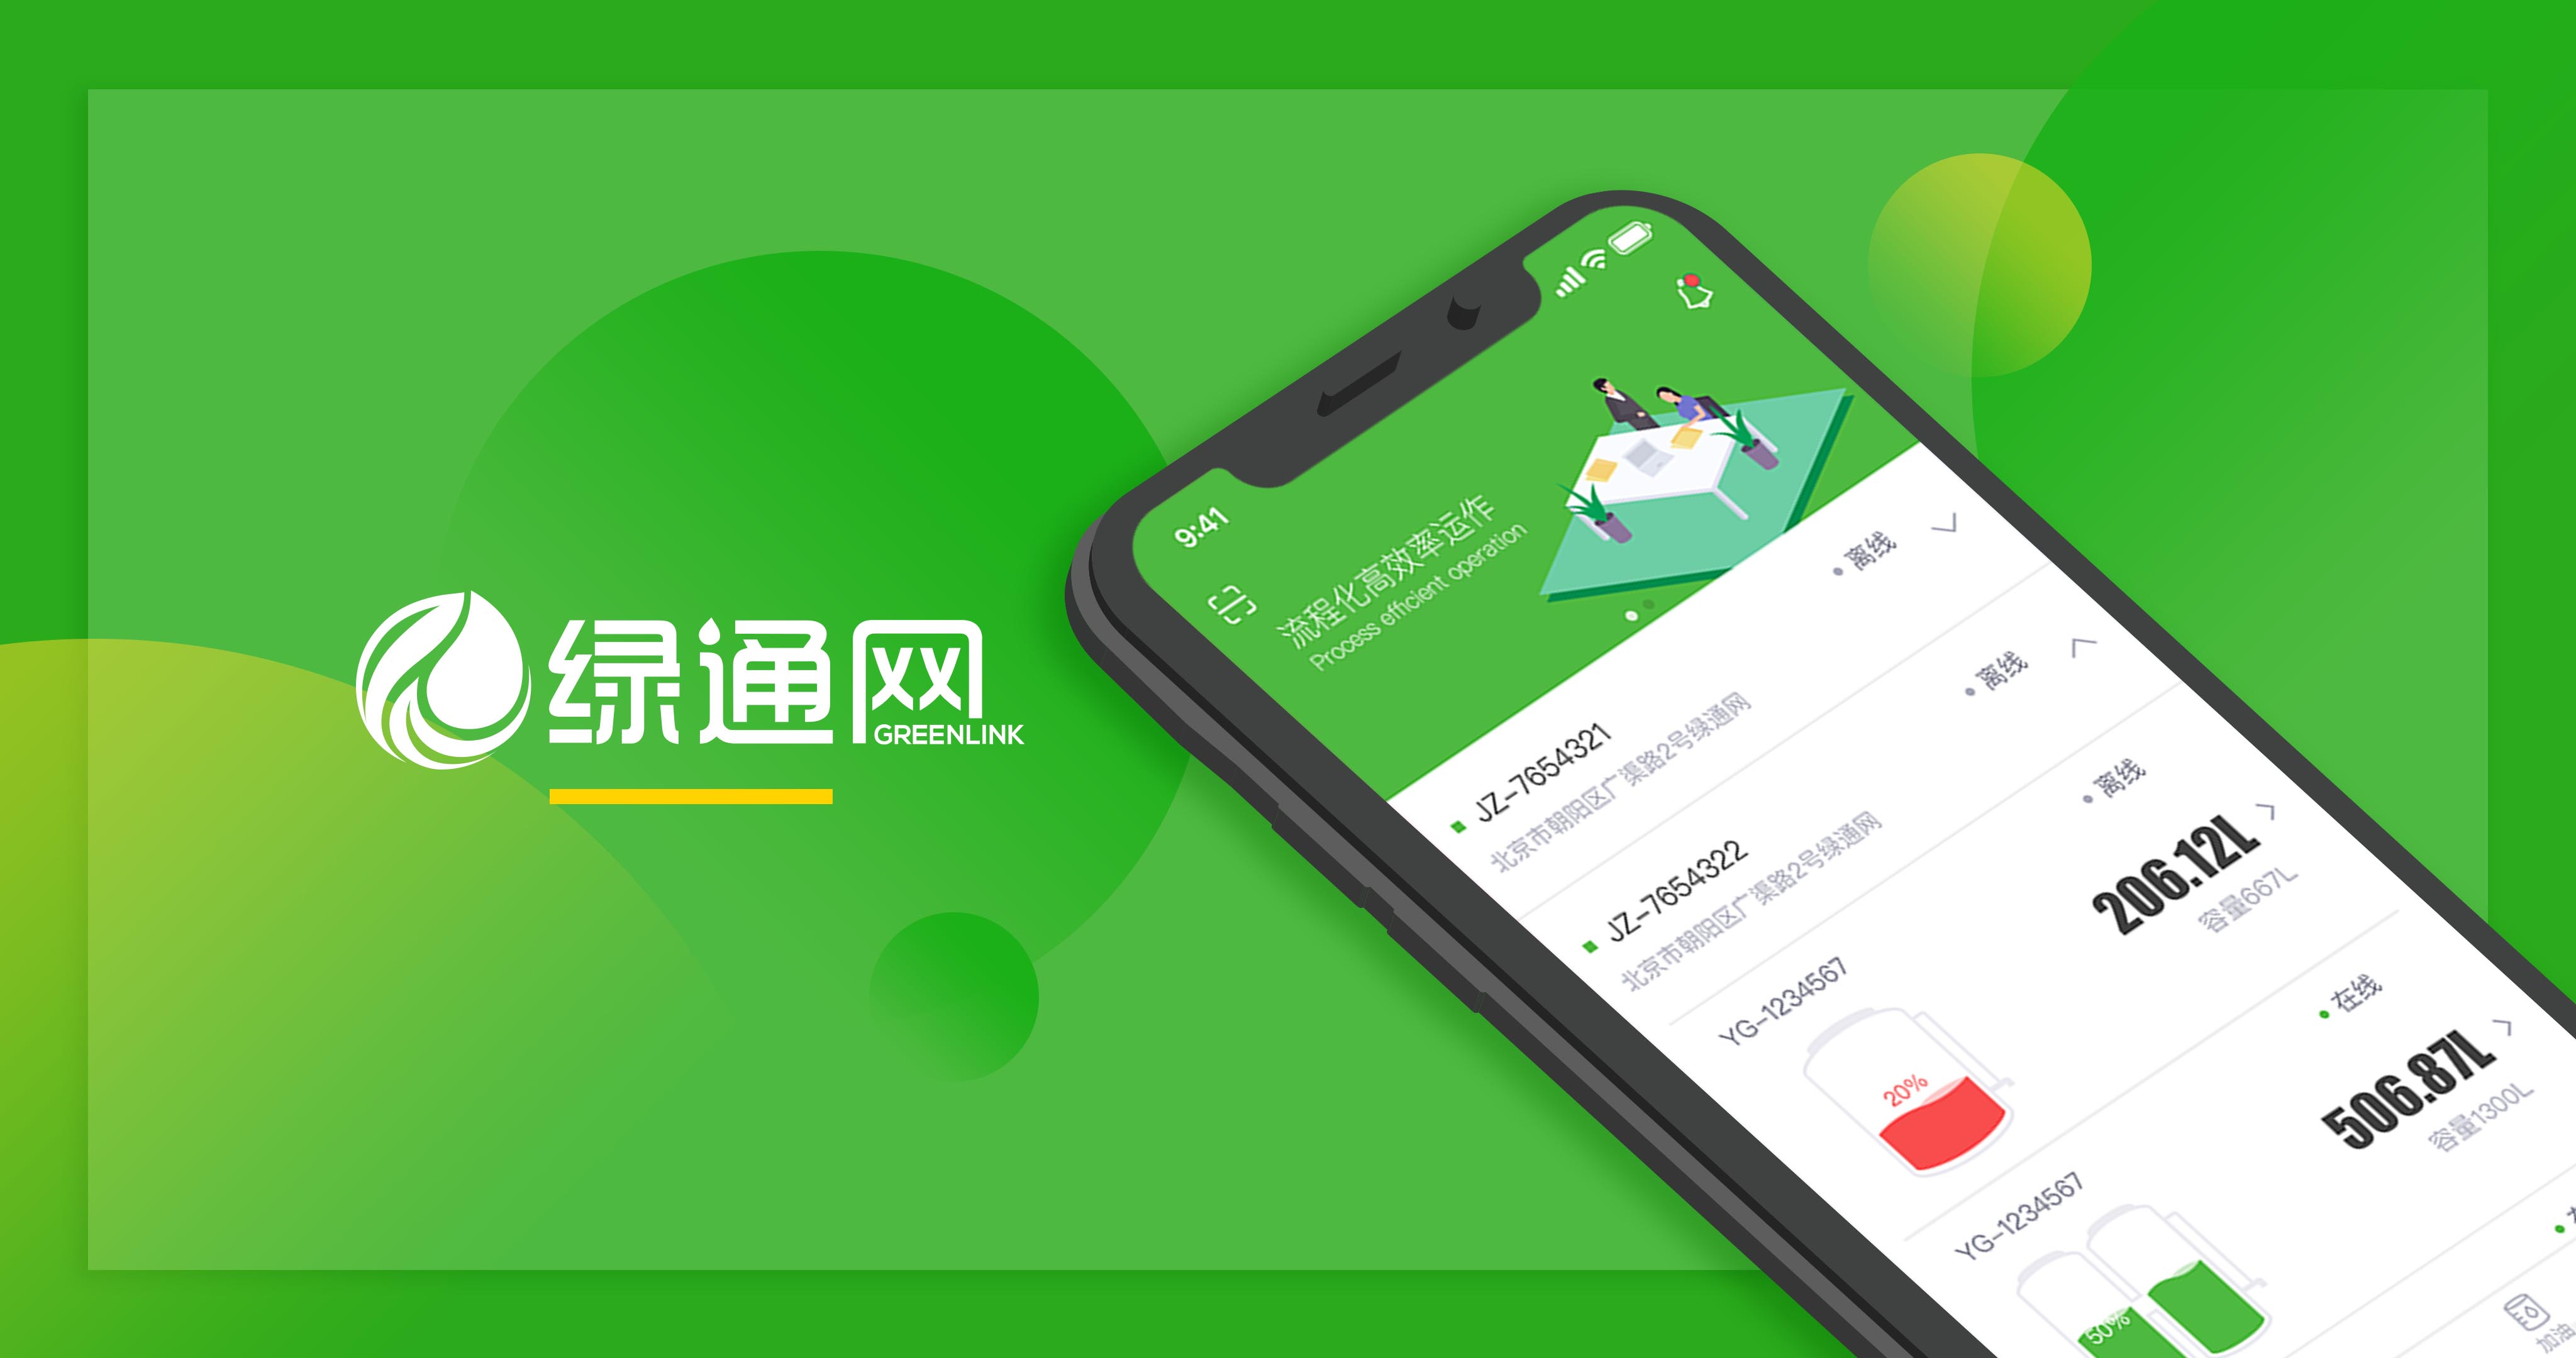 绿通网
GREENLINK
9:41
流程化高效率运作
Process efficient operation
JZ-7654321
离线
北京市朝阳区广渠路2号绿通网
JZ-7654322
离线
北京市朝阳区广渠路2号绿通网
YG-1234567
离线
206.12L
容量667L
20%
YG-1234567
在线
506.87L
容量1300L
50%
加油